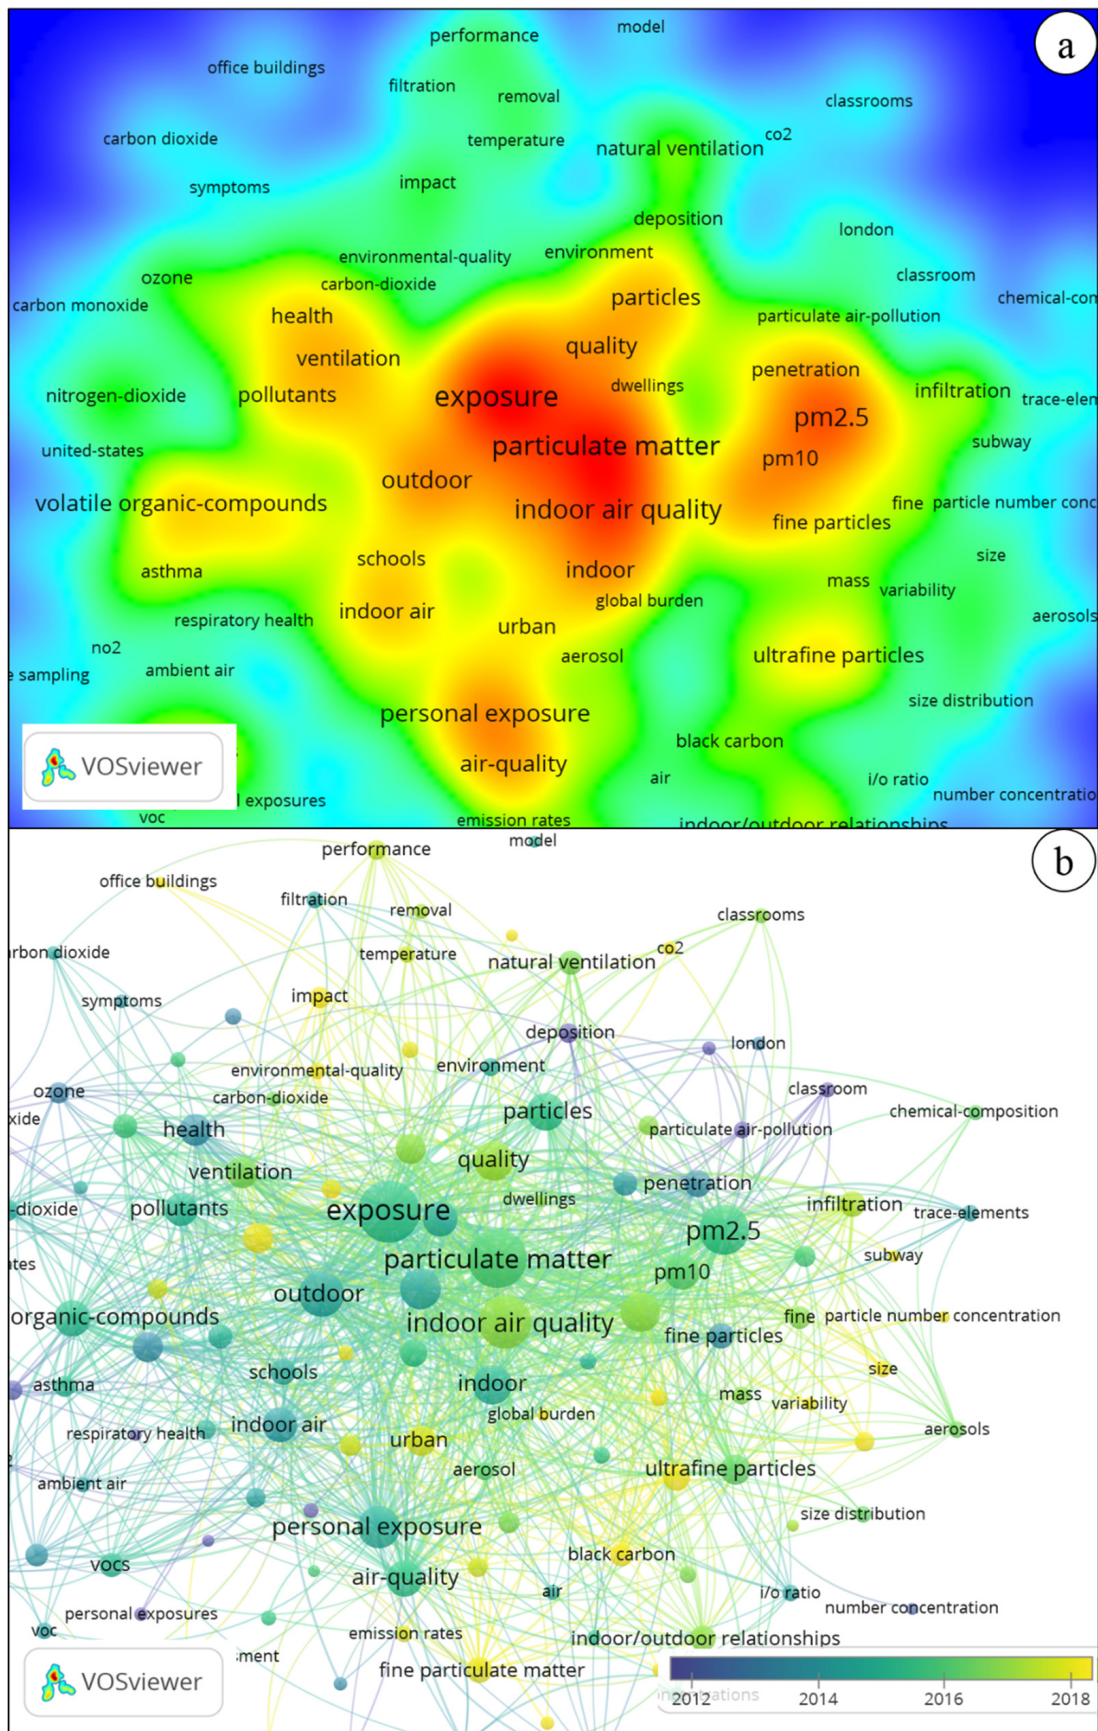 a
performance
model
office buildings
filtration
removal
classrooms
carbon dioxide
temperature
natural ventilation
co2
symptoms
impact
deposition
london
environmental-quality
environment
ozone
carbon-dioxide
classroom
carbon monoxide
health
particles
chemical-com
particulate air-pollution
ventilation
quality
nitrogen-dioxide
pollutants
exposure
dwellings
penetration
infiltration
trace-elem
pm2.5
united-states
particulate matter
pm10
subway
outdoor
volatile organic-compounds
indoor air quality
fine particles
fine
particle number conc
asthma
schools
indoor
mass
variability
size
respiratory health
indoor air
global burden
urban
aerosols
no2
e sampling
ambient air
aerosol
ultrafine particles
personal exposure
size distribution
black carbon
VOSviewer
air-quality
air
i/o ratio
number concentratio
l exposures
voc
emission rates
indoor/outdoor relationships
b
performance
model
office buildings
filtration
removal
classrooms
rbon dioxide
temperature
natural ventilation
co2
symptoms
impact
deposition
london
environmental-quality
environment
ozone
carbon-dioxide
classroom
xide
health
particles
particulate air-pollution
chemical-composition
ventilation
quality
-dioxide
pollutants
exposure
dwellings
penetration
infiltration
trace-elements
pm2.5
ates
particulate matter
pm10
subway
outdoor
organic-compounds
indoor air quality
fine particles
fine
particle number concentration
asthma
schools
indoor
mass
variability
size
respiratory health
indoor air
global burden
urban
aerosols
ambient air
aerosol
ultrafine particles
personal exposure
size distribution
vocs
air-quality
black carbon
air
i/o ratio
number concentration
personal exposures
voc
emission rates
indoor/outdoor relationships
sment
fine particulate matter
VOSviewer
2012
2014
2016
2018